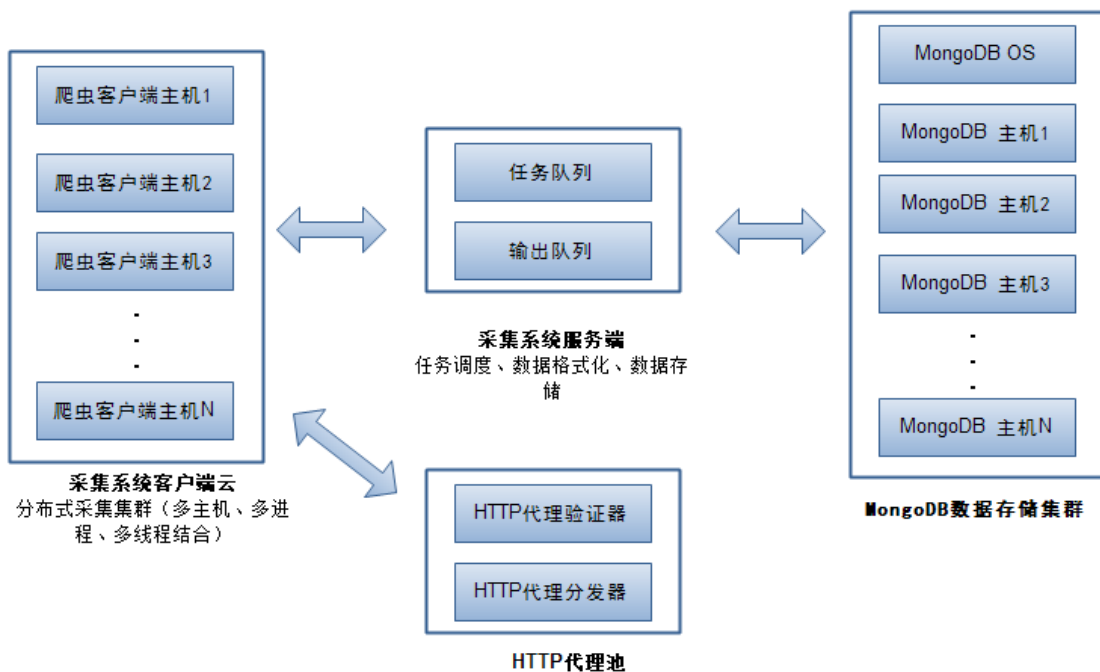 爬虫客户端主机1
爬虫客户端主机2
爬虫客户端主机3
爬虫客户端主机N
采集系统客户端云
分布式采集集群（多主机、多进
程、多线程结合）
任务队列
输出队列
采集系统服务端
任务调度、数据格式化、数据存
储
HTTP代理验证器
HTTP代理分发器
HTTP代理池
MongoDB OS
MongoDB 主机1
MongoDB 主机2
MongoDB 主机3
MongoDB 主机N
MongoDB数据存储集群